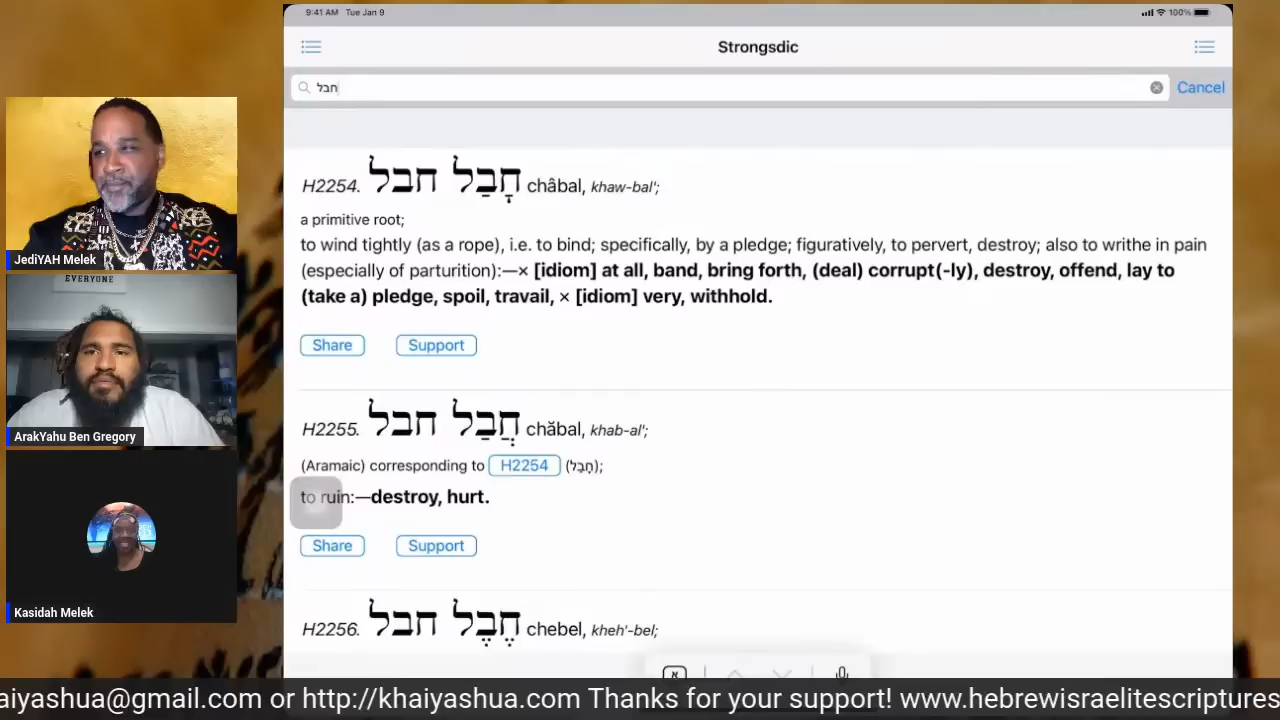 9:41 AM Tue Jan 9
100%
Strongsdic
חבל
Cancel
H2254. חבל חָבַל châbal, khaw-bal';
a primitive root;
to wind tightly (as a rope), i.e. to bind; specifically, by a pledge; figuratively, to pervert, destroy; also to writhe in pain
(especially of parturition):—× [idiom] at all, band, bring forth, (deal) corrupt(-ly), destroy, offend, lay to
(take a) pledge, spoil, travail, × [idiom] very, withhold.
Share Support
H2255. חבל חֲבַל chăbal, khab-al';
(Aramaic) corresponding to H2254 (חָבַל);
to ruin:—destroy, hurt.
Share Support
H2256. חבל חֶבֶל chebel, kheh'-bel;
JediYAH Melek
EVERYONE
ArakYahu Ben Gregory
Kasidah Melek
aiyashua@gmail.com or http://khaiyashua.com Thanks for your support! www.hebrewisraelitescriptures